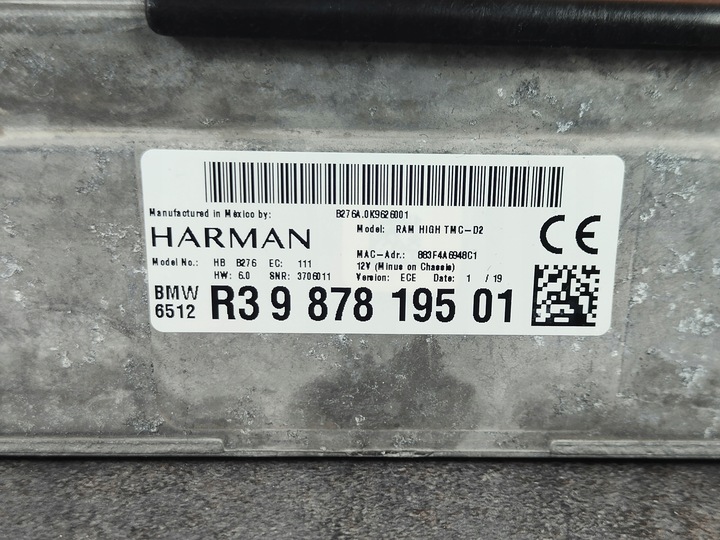 Manufactured in Mexico by:
B276A.0K9626001
HARMAN
Model: RAM HIGH TMC-D2
MAC-Adr.: 883F4A6948C1
Model No.: HB B276 EC: 111
12V (Minus on Chassis)
HW: 6.0 SNR: 3706011
Version: ECE Date: 1 / 19
CE
BMW
6512
R3 9 878 195 01